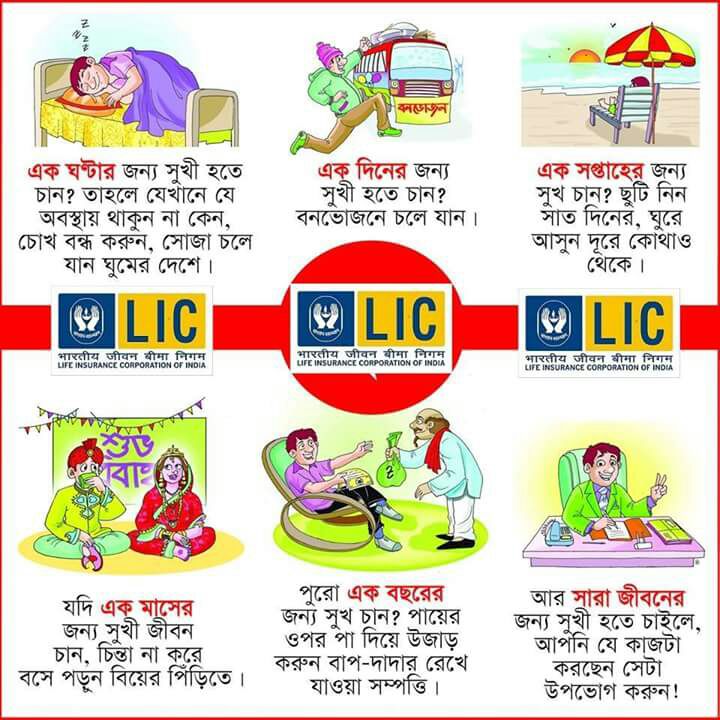 z z z
বনভোজন
এক ঘণ্টার জন্য সুখী হতে
চান? তাহলে যেখানে যে
অবস্থায় থাকুন না কেন,
চোখ বন্ধ করুন, সোজা চলে
যান ঘুমের দেশে।
এক দিনের জন্য
সুখী হতে চান?
বনভোজনে চলে যান।
এক সপ্তাহের জন্য
সুখ চান? ছুটি নিন
সাত দিনের, ঘুরে
আসুন দূরে কোথাও
থেকে।
LIC
भारतीय जीवन बीमा निगम
LIFE INSURANCE CORPORATION OF INDIA
LIC
भारतीय जीवन बीमा निगम
LIFE INSURANCE CORPORATION OF INDIA
LIC
भारतीय जीवन बीमा निगम
LIFE INSURANCE CORPORATION OF INDIA
শুভ
যদি এক মাসের
জন্য সুখী জীবন
চান, চিন্তা না করে
বসে পড়ুন বিয়ের পিঁড়িতে।
পুরো এক বছরের
জন্য সুখ চান? পায়ের
ওপর পা দিয়ে উজাড়
করুন বাপ-দাদার রেখে
যাওয়া সম্পত্তি।
আর সারা জীবনের
জন্য সুখী হতে চাইলে,
আপনি যে কাজটা
করছেন সেটা
উপভোগ করুন!